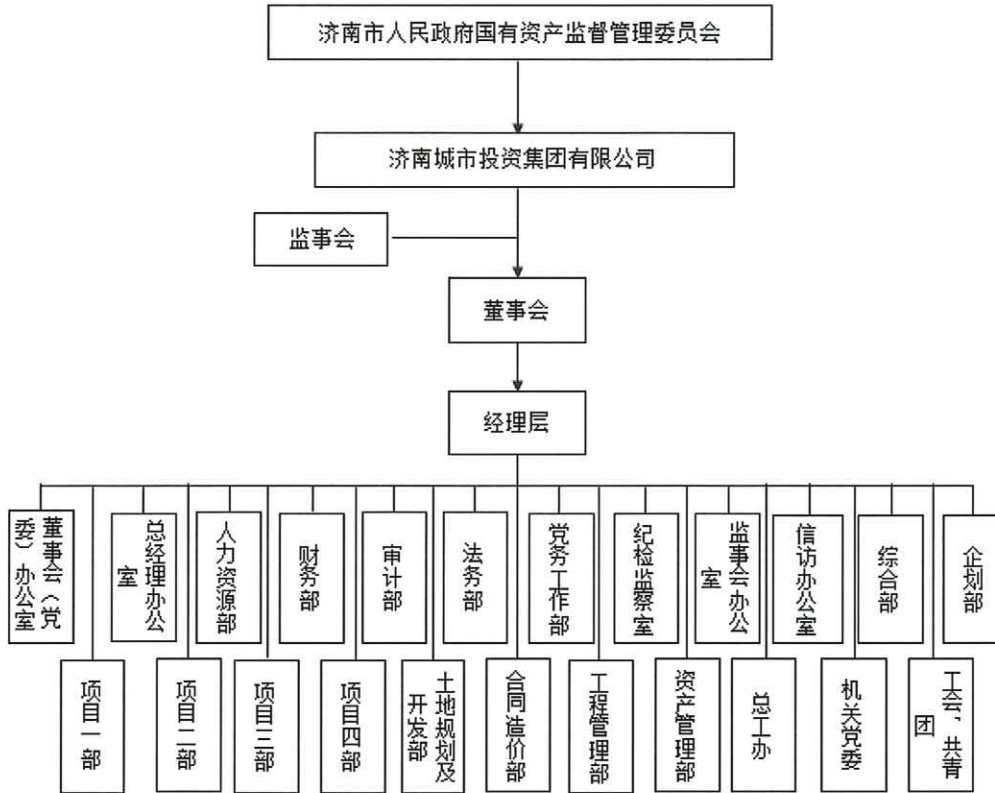 济南市人民政府国有资产监督管理委员会
济南城市投资集团有限公司
监事会
董事会
经理层
董事会（党
委）办公室
总经理办公
室
人力资源部
财务部
审计部
法务部
党务工作部
纪检监察室
监事会办公
室
信访办公室
综合部
企划部
项目一部
项目二部
项目三部
项目四部
土地规划及
开发部
合同造价部
工程管理部
资产管理部
总工办
机关党委
工会、共青
团